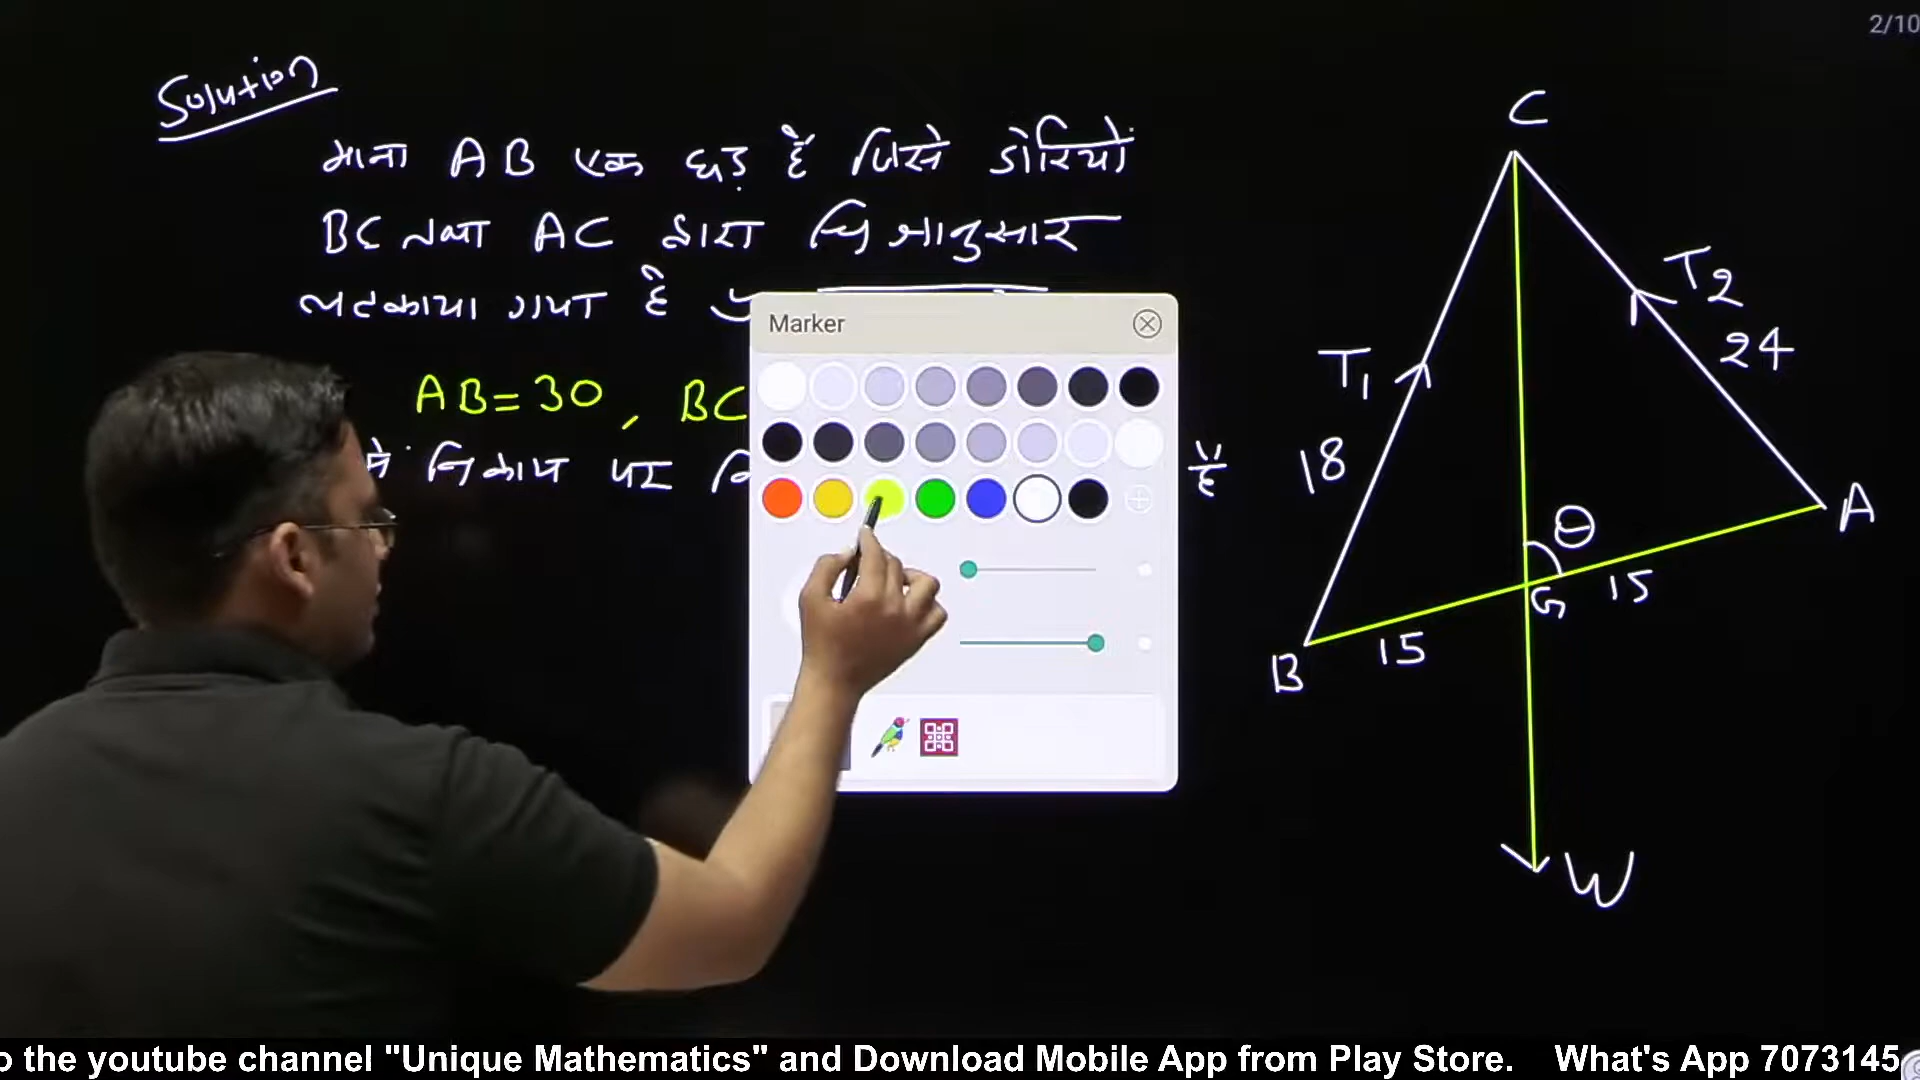 2/10
Solution
माना AB एक छड़ है जिसे डोरियों
BC तथा AC द्वारा चित्रानुसार
लटकाया गया है
AB = 30 , BC
निकाय पर
है
Marker
C
T2
24
T1
18
θ
A
G
15
15
B
W
o the youtube channel "Unique Mathematics" and Download Mobile App from Play Store. What's App 7073145